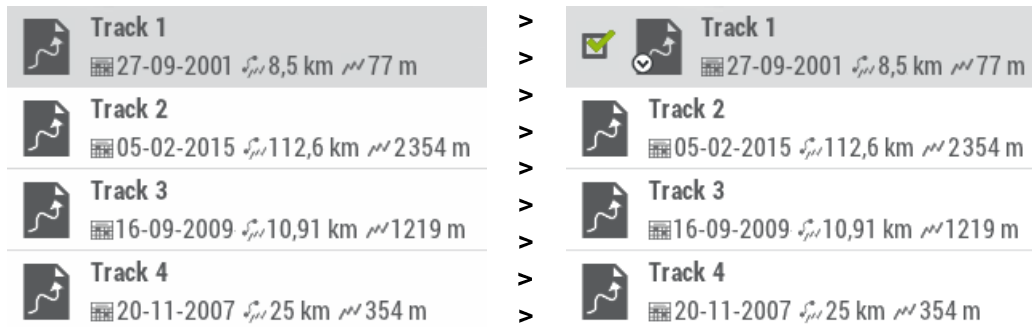 Track 1
27-09-2001 8,5 km 77 m
Track 2
05-02-2015 112,6 km 2354 m
Track 3
16-09-2009 10,91 km 1219 m
Track 4
20-11-2007 25 km 354 m
>
>
>
>
>
>
>
>
>
Track 1
27-09-2001 8,5 km 77 m
Track 2
05-02-2015 112,6 km 2354 m
Track 3
16-09-2009 10,91 km 1219 m
Track 4
20-11-2007 25 km 354 m